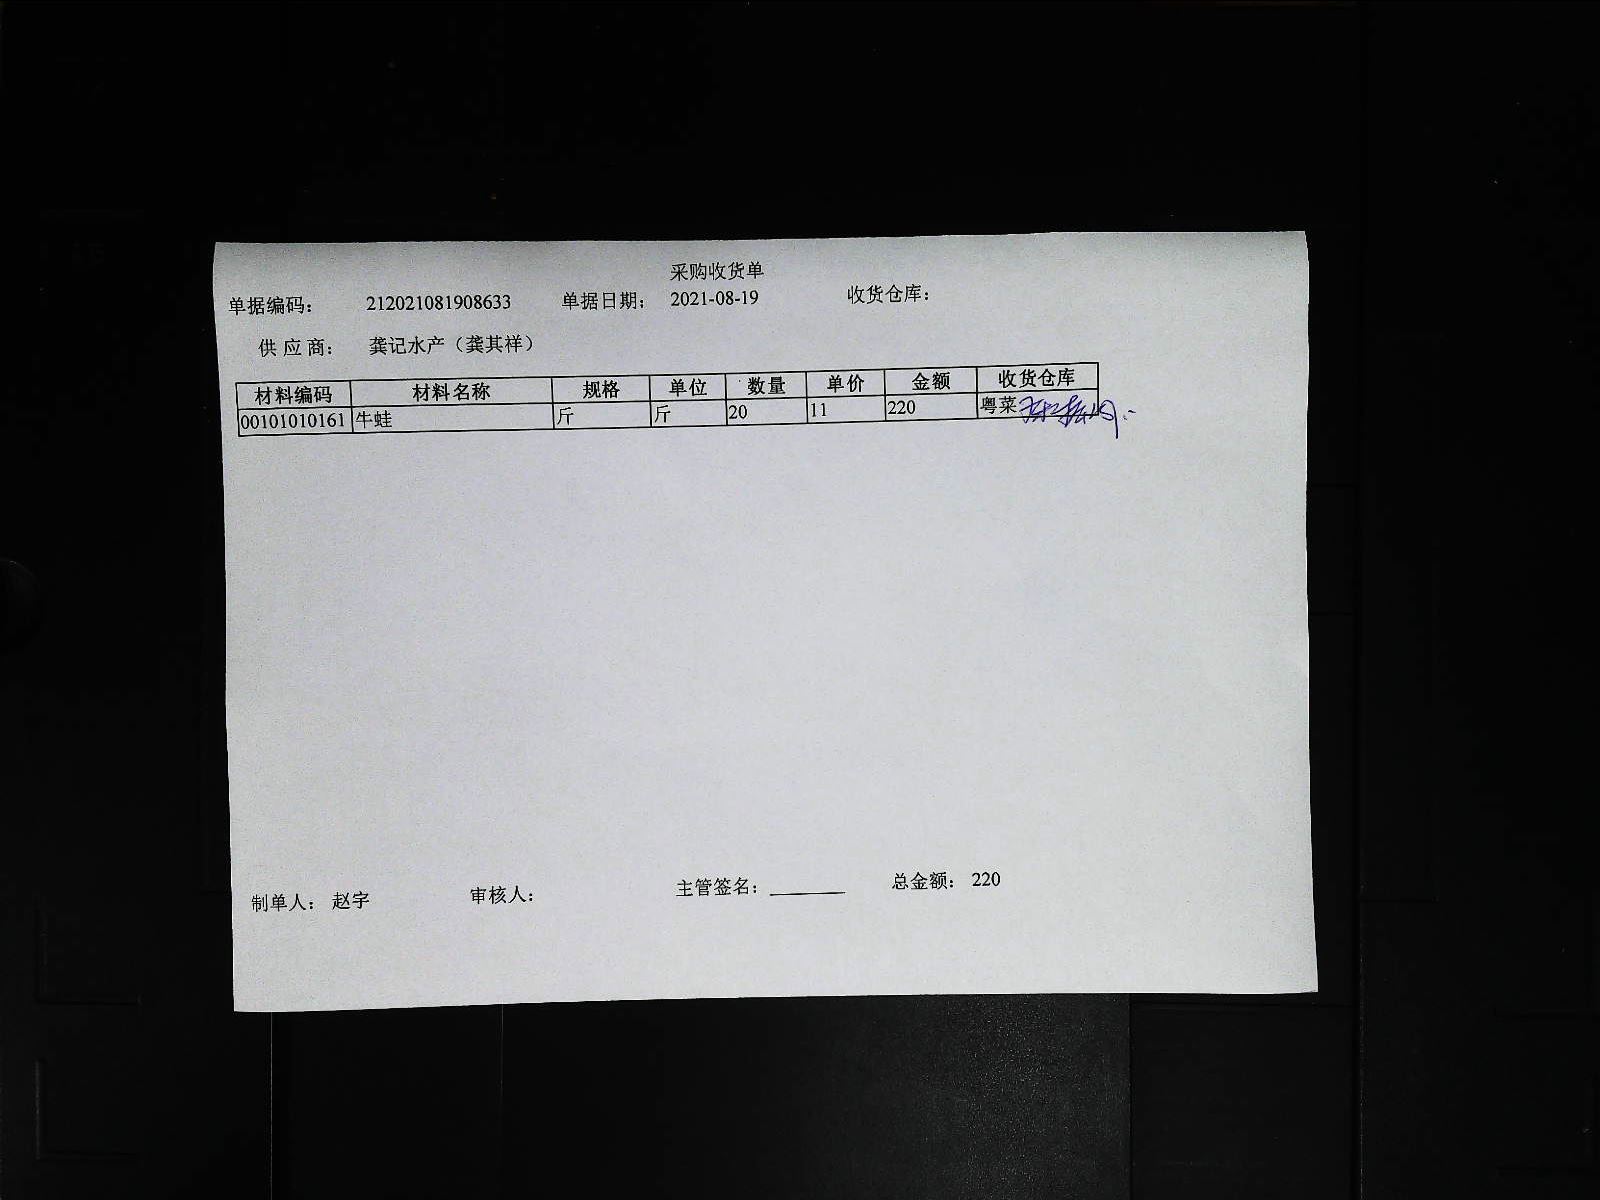 采购收货单
单据编码： 212021081908633 单据日期： 2021-08-19 收货仓库：
供 应 商： 龚记水产（龚其祥）
材料编码 材料名称 规格 单位 数量 单价 金额 收货仓库
00101010161 牛蛙 斤 斤 20 11 220 粤菜
制单人： 赵宇 审核人： 主管签名： ________ 总金额： 220